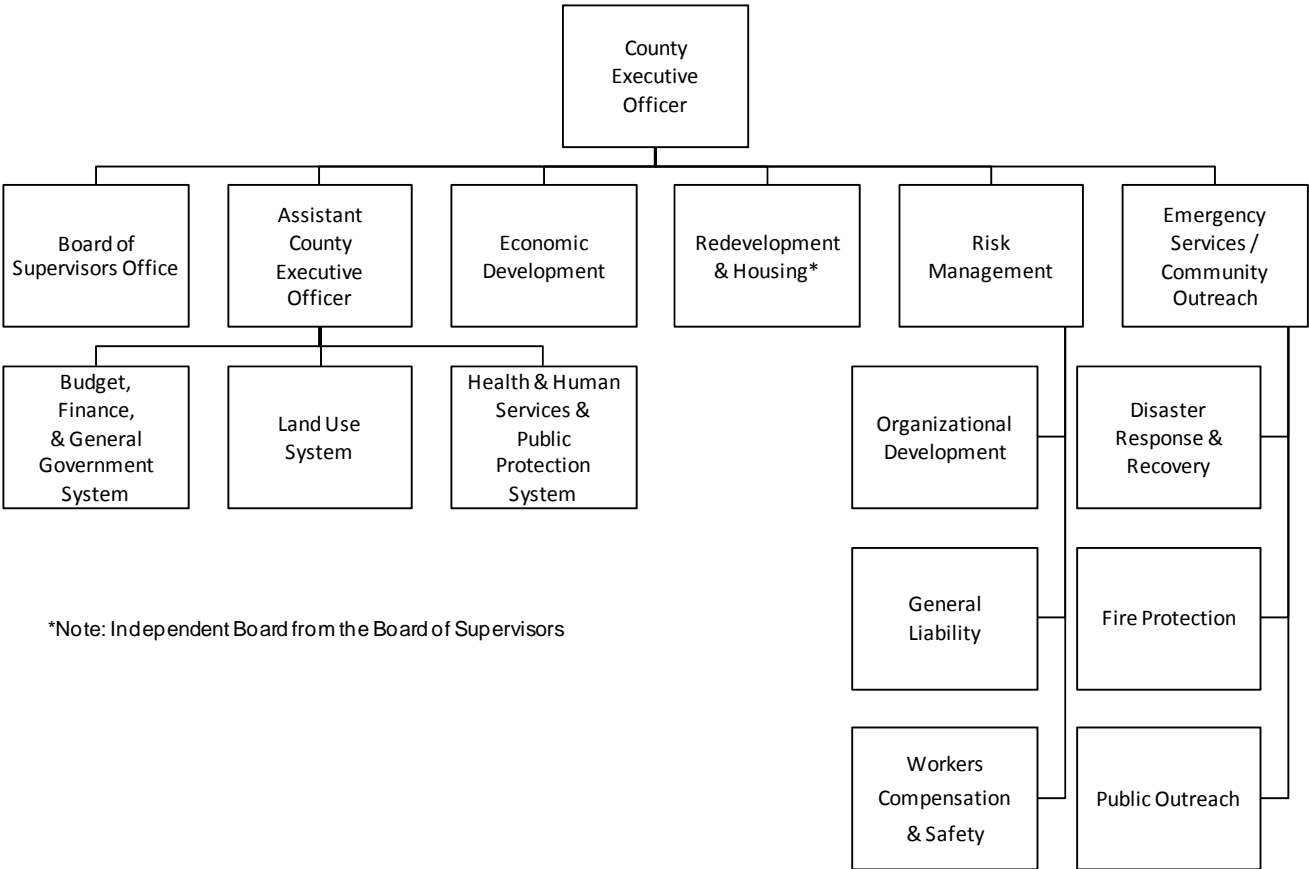 County
Executive
Officer
Board of
Supervisors Office
Assistant
County
Executive
Officer
Economic
Development
Redevelopment
& Housing*
Risk
Management
Emergency
Services /
Community
Outreach
Budget,
Finance,
& General
Government
System
Land Use
System
Health & Human
Services &
Public
Protection
System
Organizational
Development
Disaster
Response &
Recovery
General
Liability
Fire Protection
*Note: Independent Board from the Board of Supervisors
Workers
Compensation
& Safety
Public Outreach